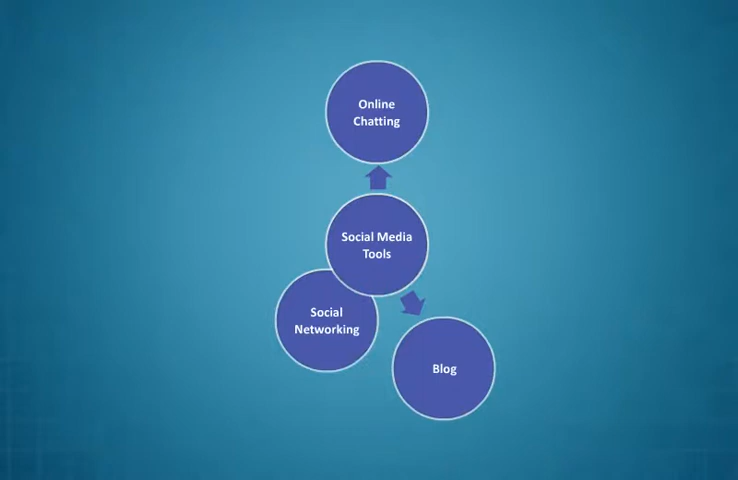 Online
Chatting
Social Media
Tools
Social
Networking
Blog